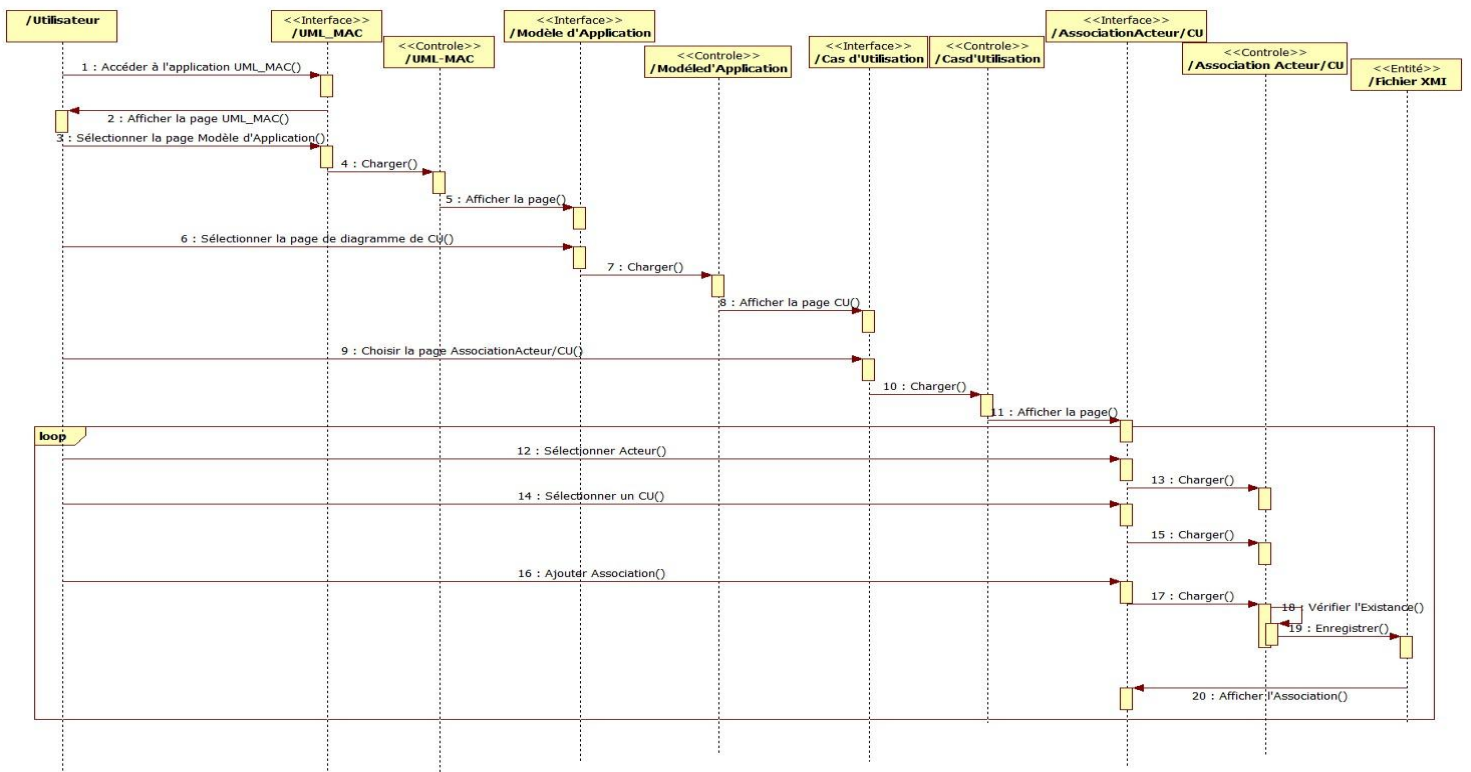 /Utilisateur
<<Interface>>
/UML_MAC
<<Controle>>
/UML-MAC
<<Interface>>
/Modèle d'Application
<<Controle>>
/Modéled'Application
<<Interface>>
/Cas d'Utilisation
<<Controle>>
/Casd'Utilisation
<<Interface>>
/AssociationActeur/CU
<<Controle>>
/Association Acteur/CU
<<Entité>>
/Fichier XMI
1 : Accéder à l'application UML_MAC()
2 : Afficher la page UML_MAC()
3 : Sélectionner la page Modèle d'Application()
4 : Charger()
5 : Afficher la page()
6 : Sélectionner la page de diagramme de CU()
7 : Charger()
8 : Afficher la page CU()
9 : Choisir la page AssociationActeur/CU()
10 : Charger()
11 : Afficher la page()
loop
12 : Sélectionner Acteur()
13 : Charger()
14 : Sélectionner un CU()
15 : Charger()
16 : Ajouter Association()
17 : Charger()
18 : Vérifier l'Existance()
19 : Enregistrer()
20 : Afficher l'Association()